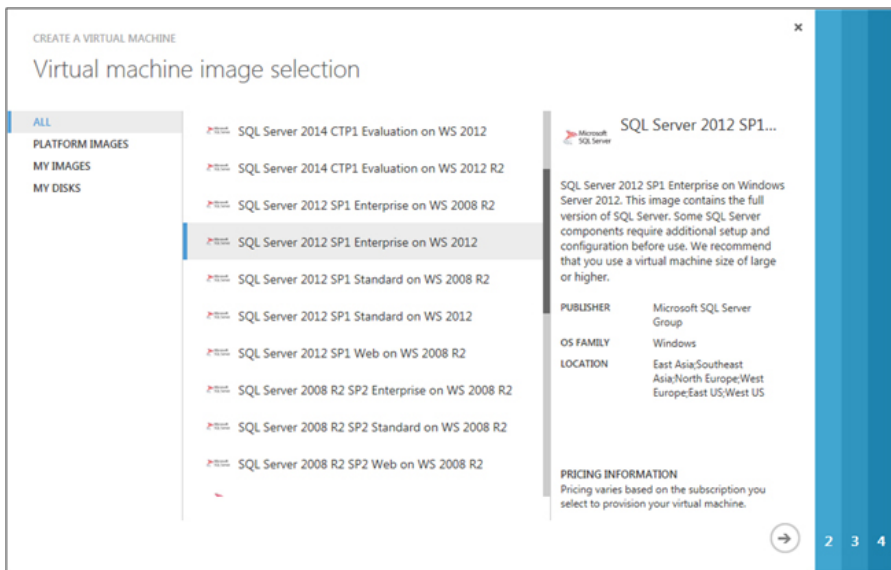 CREATE A VIRTUAL MACHINE
Virtual machine image selection
ALL
PLATFORM IMAGES
MY IMAGES
MY DISKS
SQL Server 2014 CTP1 Evaluation on WS 2012
SQL Server 2014 CTP1 Evaluation on WS 2012 R2
SQL Server 2012 SP1 Enterprise on WS 2008 R2
SQL Server 2012 SP1 Enterprise on WS 2012
SQL Server 2012 SP1 Standard on WS 2008 R2
SQL Server 2012 SP1 Standard on WS 2012
SQL Server 2012 SP1 Web on WS 2008 R2
SQL Server 2008 R2 SP2 Enterprise on WS 2008 R2
SQL Server 2008 R2 SP2 Standard on WS 2008 R2
SQL Server 2008 R2 SP2 Web on WS 2008 R2
Microsoft
SQL Server
SQL Server 2012 SP1...
SQL Server 2012 SP1 Enterprise on Windows
Server 2012. This image contains the full
version of SQL Server. Some SQL Server
components require additional setup and
configuration before use. We recommend
that you use a virtual machine size of large
or higher.
PUBLISHER Microsoft SQL Server
Group
OS FAMILY Windows
LOCATION East Asia;Southeast
Asia;North Europe;West
Europe;East US;West US
PRICING INFORMATION
Pricing varies based on the subscription you
select to provision your virtual machine.
2 3 4